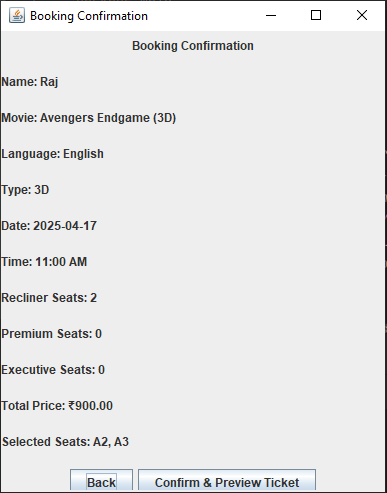 Booking Confirmation
Booking Confirmation
Name: Raj
Movie: Avengers Endgame (3D)
Language: English
Type: 3D
Date: 2025-04-17
Time: 11:00 AM
Recliner Seats: 2
Premium Seats: 0
Executive Seats: 0
Total Price: ₹900.00
Selected Seats: A2, A3
Back Confirm & Preview Ticket